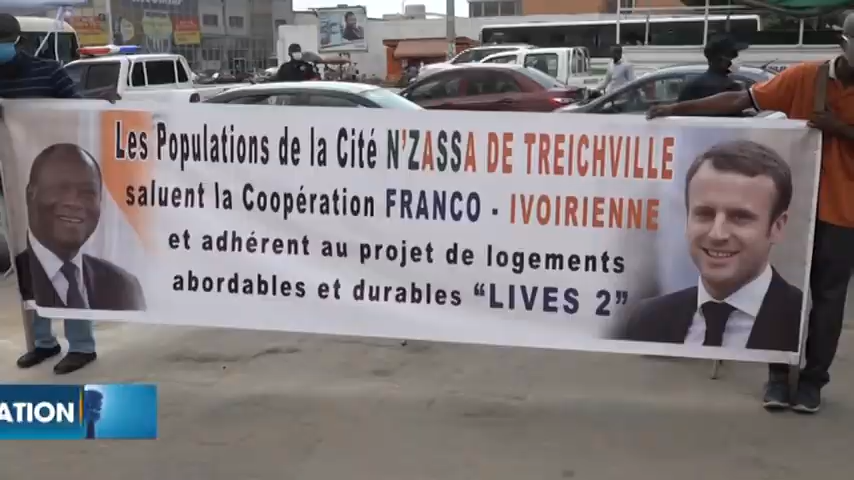 Les Populations de la Cité N'ZASSA DE TREICHVILLE
saluent la Coopération FRANCO - IVOIRIENNE
et adhérent au projet de logements
abordables et durables “LIVES 2”
ATION